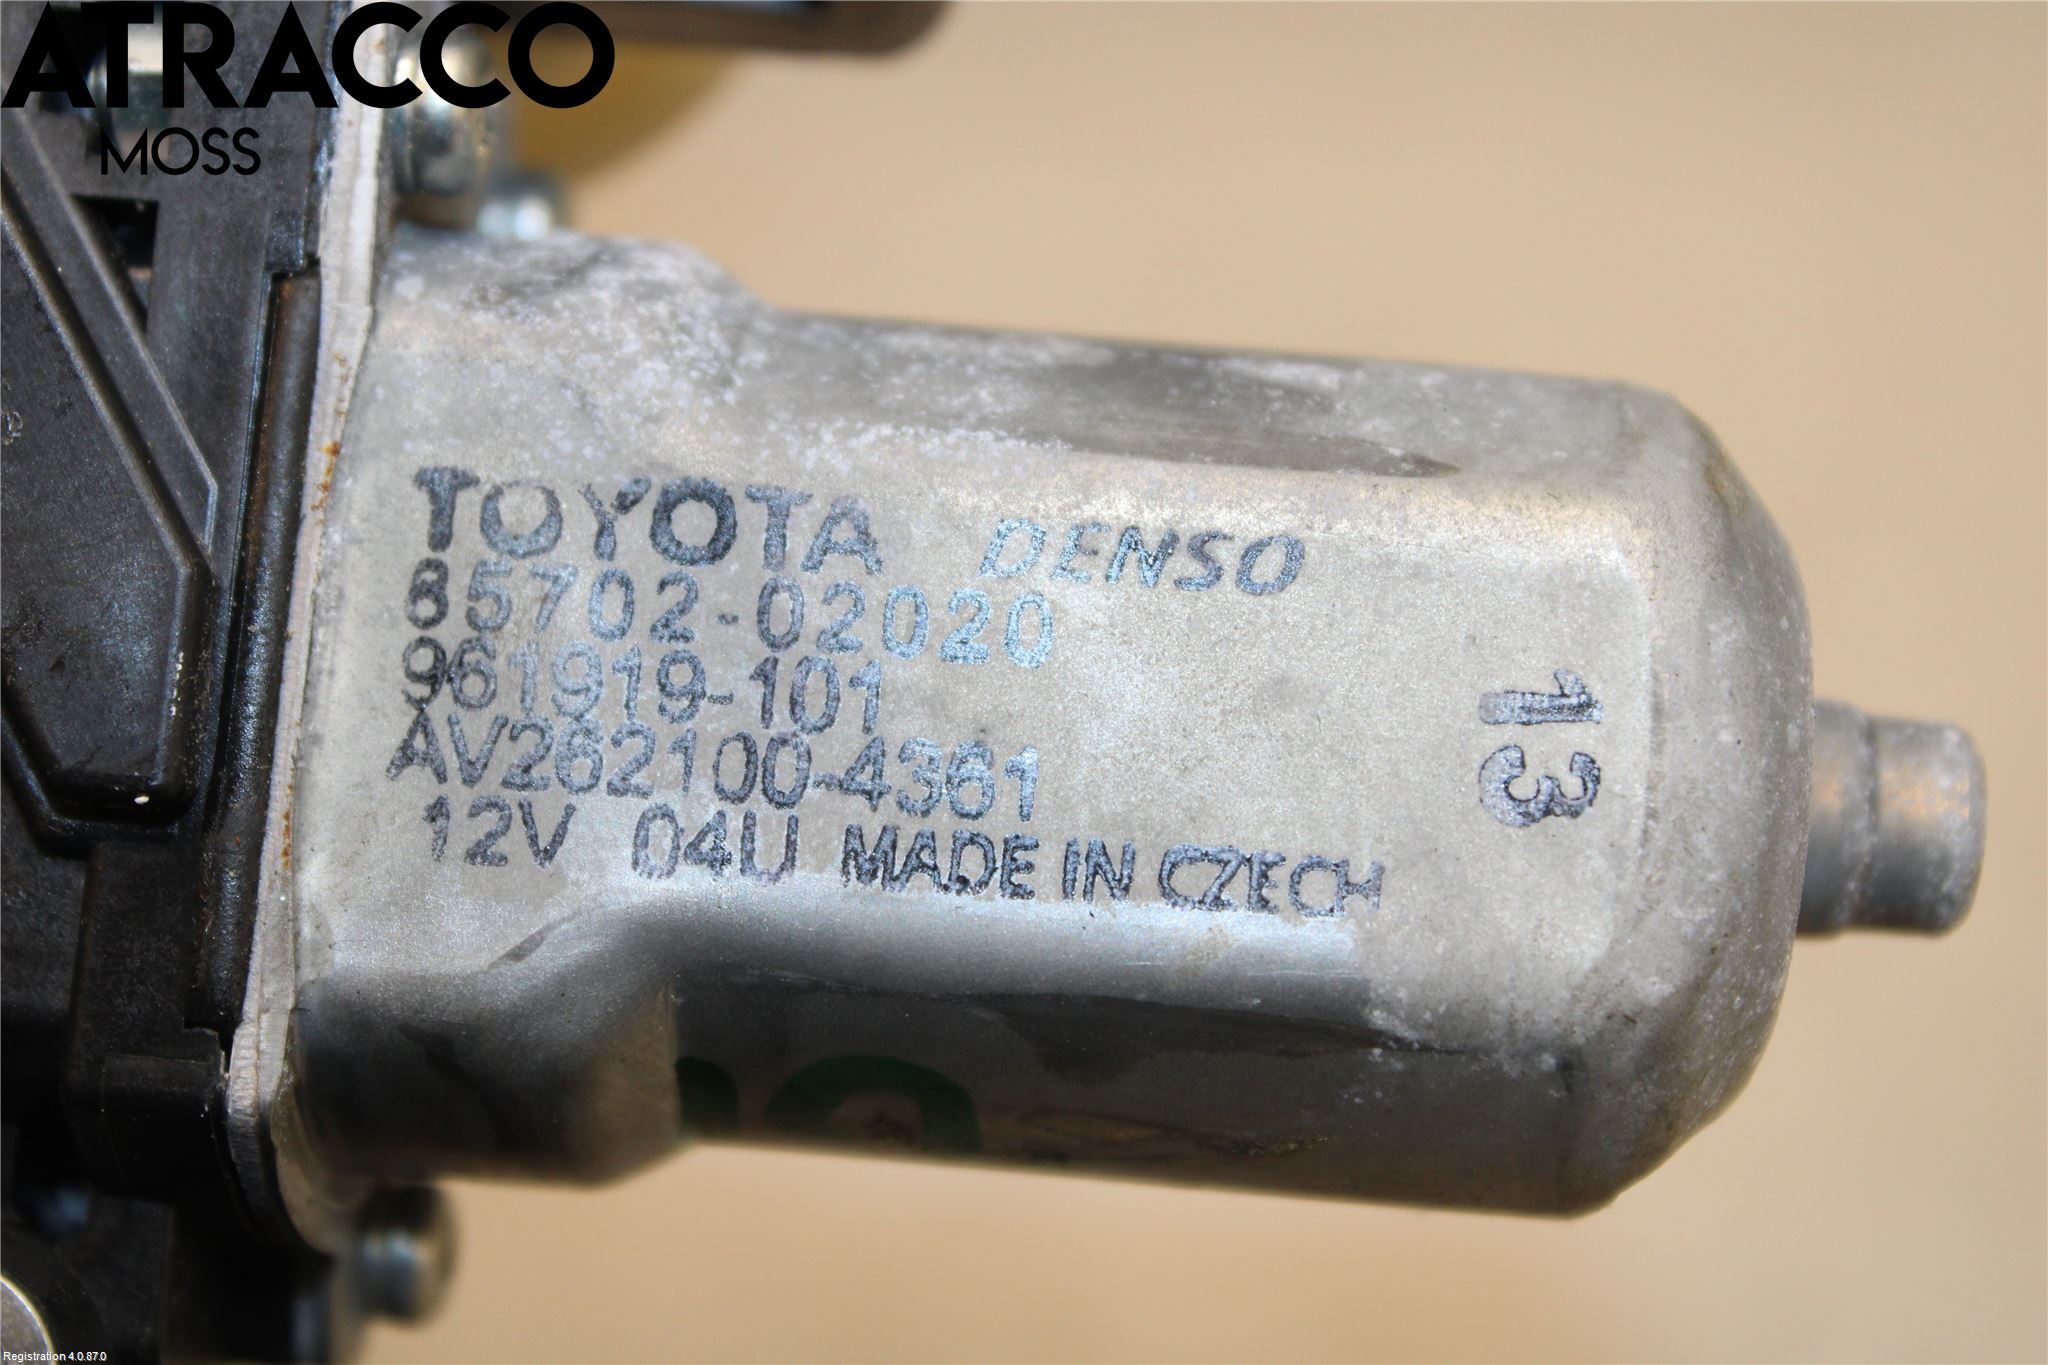 ATRACCO
MOSS
TOYOTA DENSO
85702-02020
961919-101
AV262100-4361
12V 04U MADE IN CZECH
13
Registration 4.0.87.0